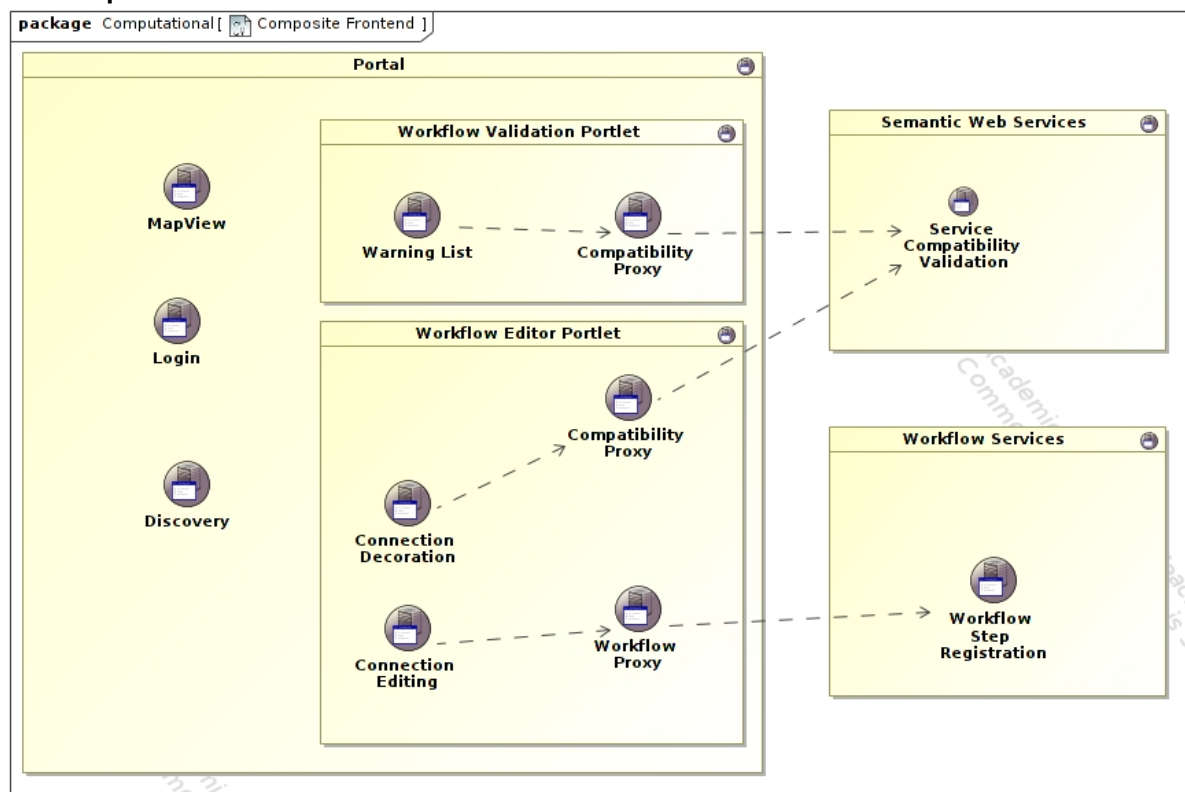 package Computational[ Composite Frontend ]
Portal
Workflow Validation Portlet
Semantic Web Services
MapView
Warning List
Compatibility
Proxy
Service
Compatibility
Validation
Login
Workflow Editor Portlet
Compatibility
Proxy
Workflow Services
Discovery
Connection
Decoration
Connection
Editing
Workflow
Proxy
Workflow
Step
Registration